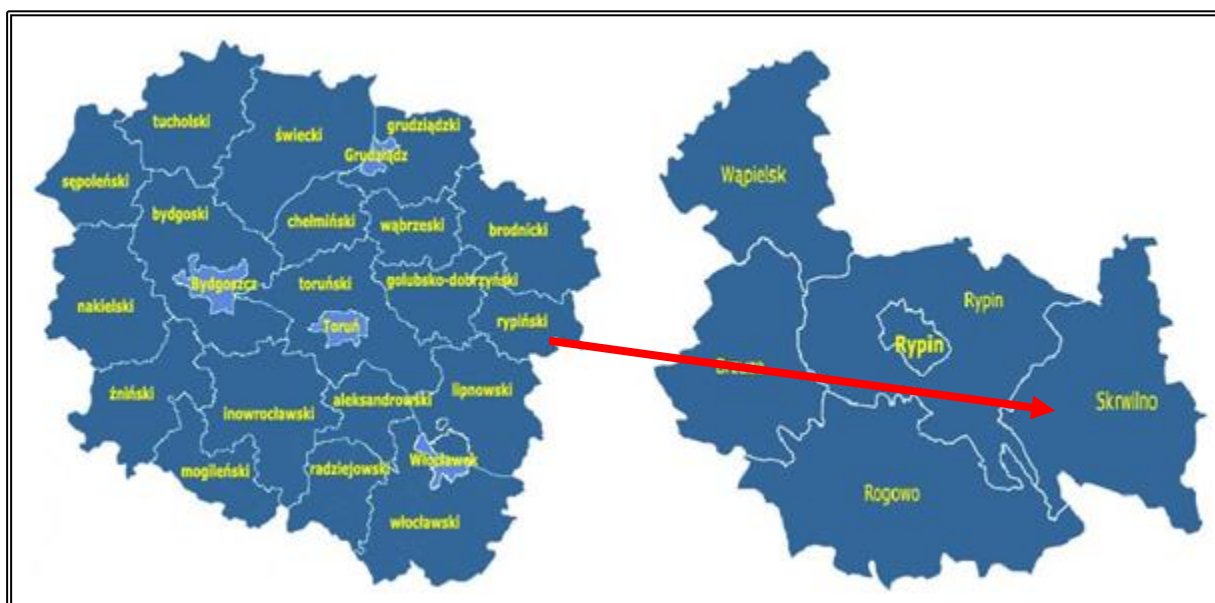 tucholski
świecki
grudziądzki
Grudziądz
sępoleński
bydgoski
chełmiński
wąbrzeski
brodnicki
Bydgoszcz
toruński
golubsko-dobrzyński
nakielski
Toruń
rypiński
żniński
inowrocławski
aleksandrowski
lipnowski
mogileński
radziejowski
Włocławek
włocławski
Wąpielsk
Rypin
Rypin
Skrwilno
Rogowo